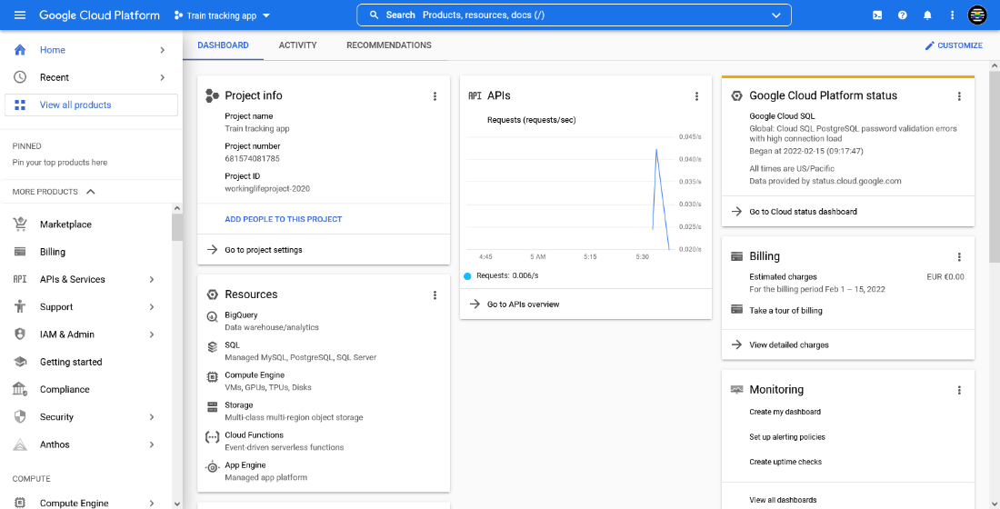 Google Cloud Platform
Train tracking app
Search Products, resources, docs (/)
Home
Recent
View all products
PINNED
Pin your top products here
MORE PRODUCTS
Marketplace
Billing
APIs & Services
Support
IAM & Admin
Getting started
Compliance
Security
Anthos
COMPUTE
Compute Engine
DASHBOARD
ACTIVITY
RECOMMENDATIONS
CUSTOMIZE
Project info
Project name
Train tracking app
Project number
681574081785
Project ID
workinglifeproject-2020
ADD PEOPLE TO THIS PROJECT
Go to project settings
Resources
BigQuery
Data warehouse/analytics
SQL
Managed MySQL, PostgreSQL, SQL Server
Compute Engine
VMs, GPUs, TPUs, Disks
Storage
Multi-class multi-region object storage
Cloud Functions
Event-driven serverless functions
App Engine
Managed app platform
API APIs
Requests (requests/sec)
0.045/s
0.040/s
0.035/s
0.030/s
0.025/s
0.020/s
4:45 5 AM 5:15 5:30
Requests: 0.006/s
Go to APIs overview
Google Cloud Platform status
Google Cloud SQL
Global: Cloud SQL PostgreSQL password validation errors
with high connection load
Began at 2022-02-15 (09:17:47)
All times are US/Pacific
Data provided by status.cloud.google.com
Go to Cloud status dashboard
Billing
Estimated charges EUR €0.00
For the billing period Feb 1 – 15, 2022
Take a tour of billing
View detailed charges
Monitoring
Create my dashboard
Set up alerting policies
Create uptime checks
View all dashboards